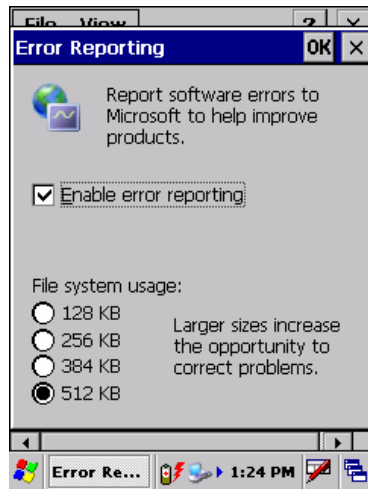 File View ?
Error Reporting OK
Report software errors to
Microsoft to help improve
products.
Enable error reporting
File system usage:
128 KB
256 KB
384 KB
512 KB
Larger sizes increase
the opportunity to
correct problems.
Error Re... 1:24 PM